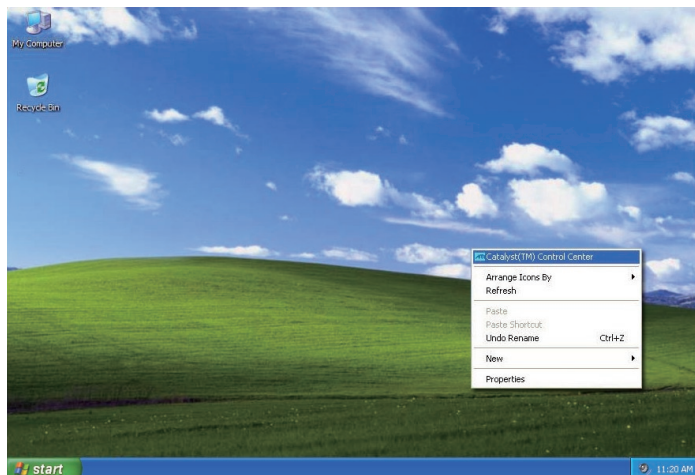 My Computer
Recycle Bin
ATI Catalyst(TM) Control Center
Arrange Icons By
Refresh
Paste
Paste Shortcut
Undo Rename Ctrl+Z
New
Properties
start
11:20 AM